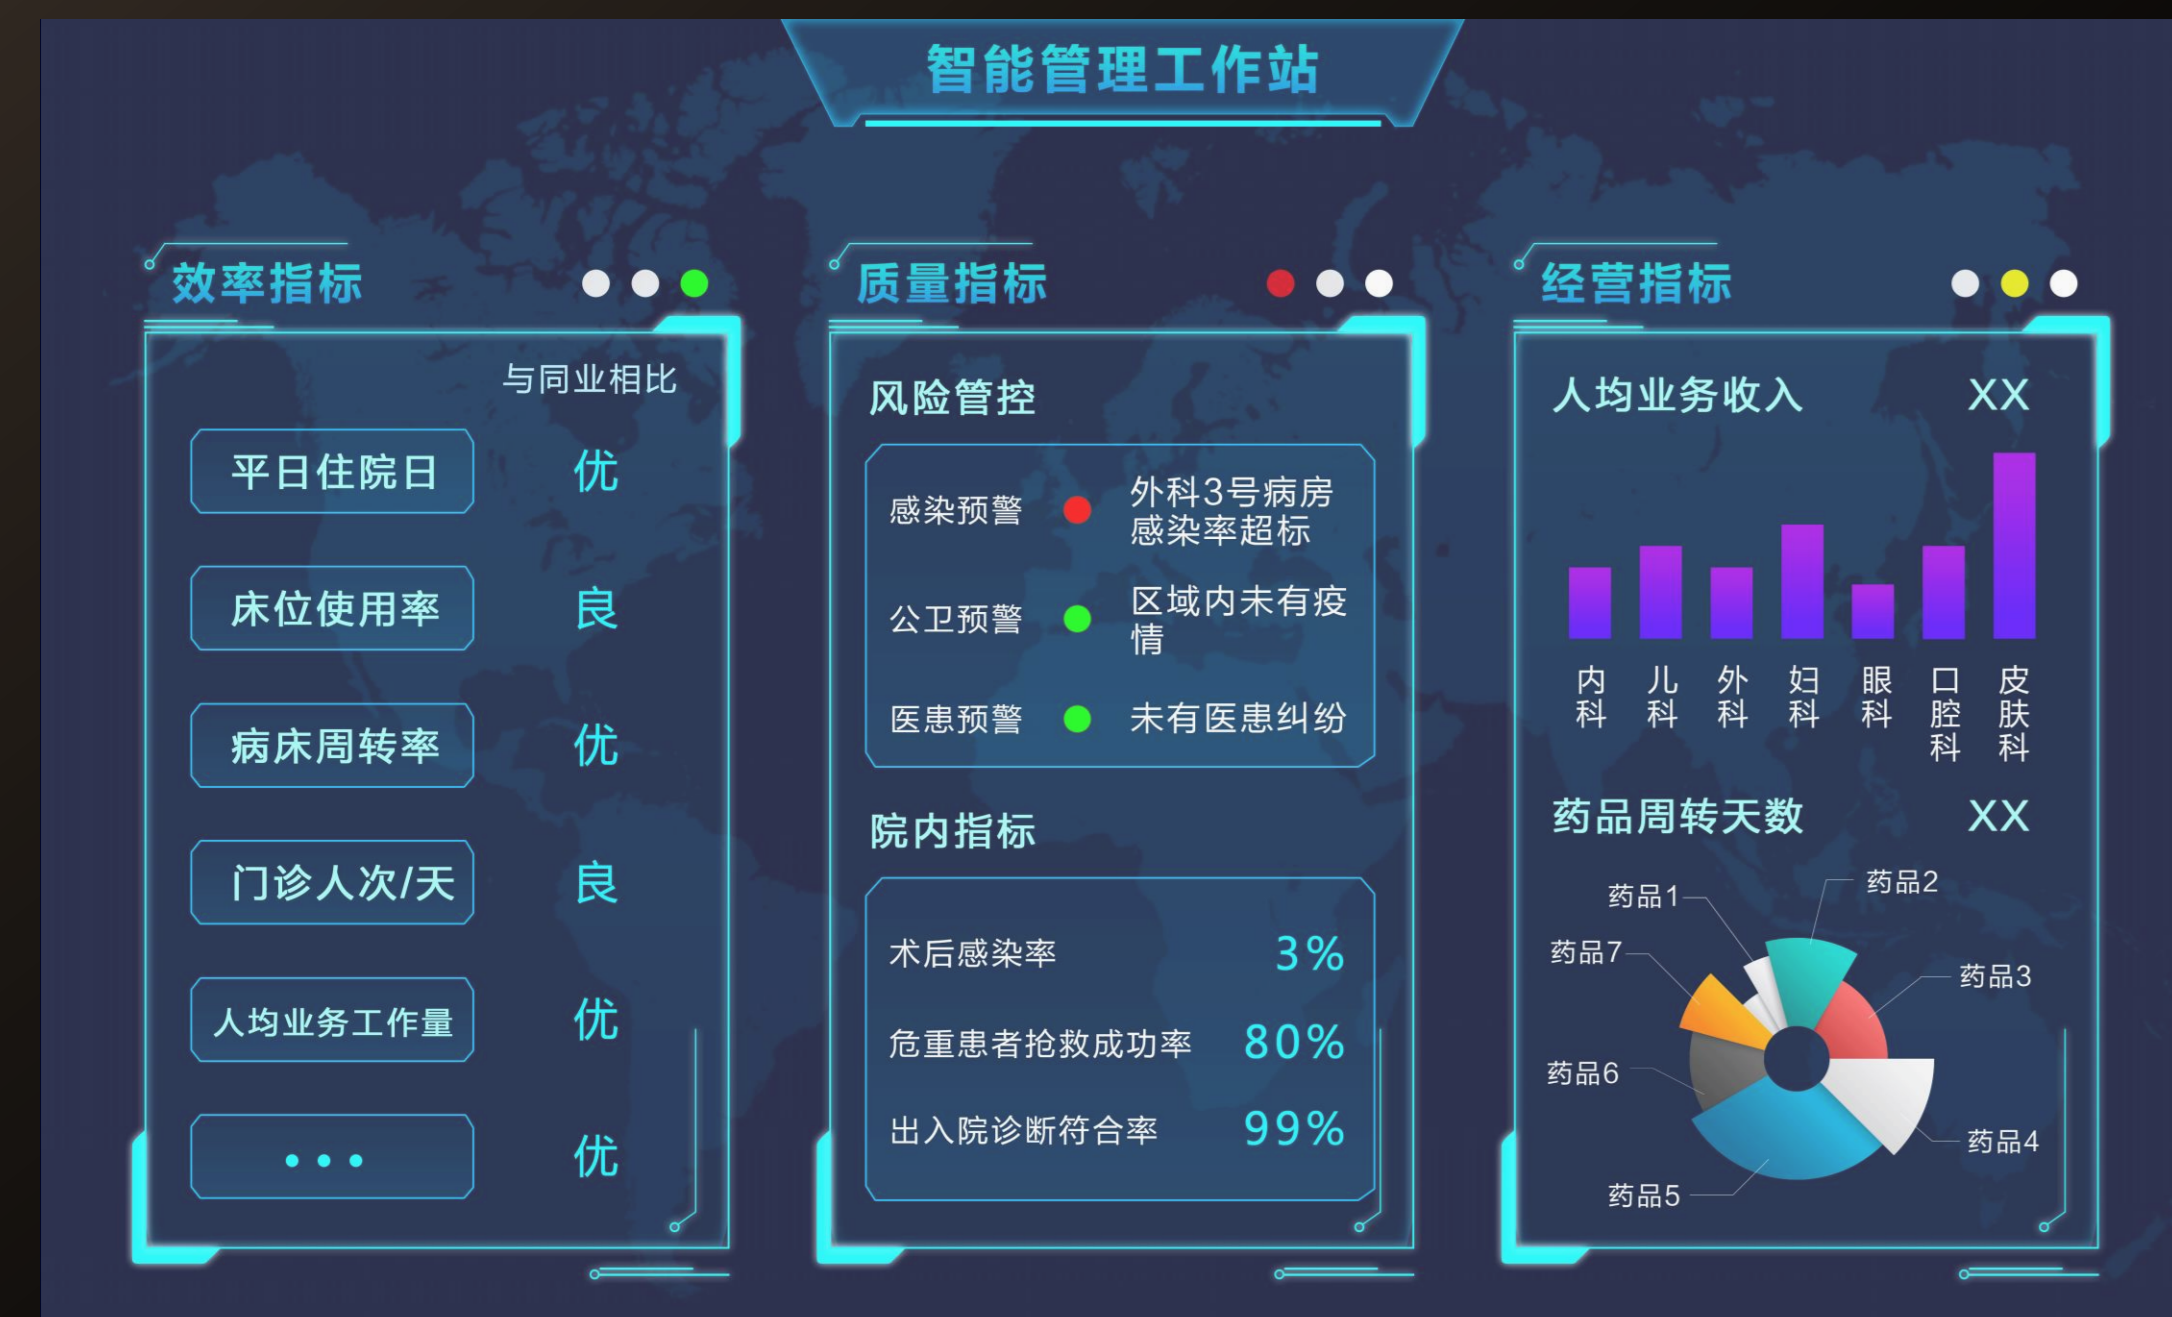 智能管理工作站
效率指标
与同业相比
平日住院日 优
床位使用率 良
病床周转率 优
门诊人次/天 良
人均业务工作量 优
••• 优
质量指标
风险管控
感染预警 外科3号病房
感染率超标
公卫预警 区域内未有疫
情
医患预警 未有医患纠纷
院内指标
术后感染率 3%
危重患者抢救成功率 80%
出入院诊断符合率 99%
经营指标
人均业务收入 XX
内科 儿科 外科 妇科 眼科 口腔科 皮肤科
药品周转天数 XX
药品1
药品2
药品7
药品3
药品6
药品4
药品5